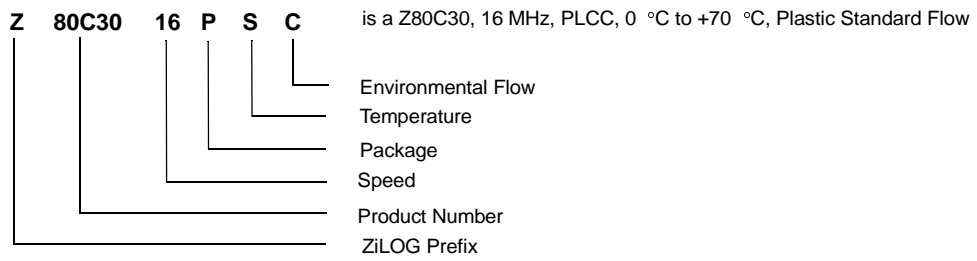 Z 80C30 16 P S C is a Z80C30, 16 MHz, PLCC, 0 °C to +70 °C, Plastic Standard Flow
Environmental Flow
Temperature
Package
Speed
Product Number
ZiLOG Prefix